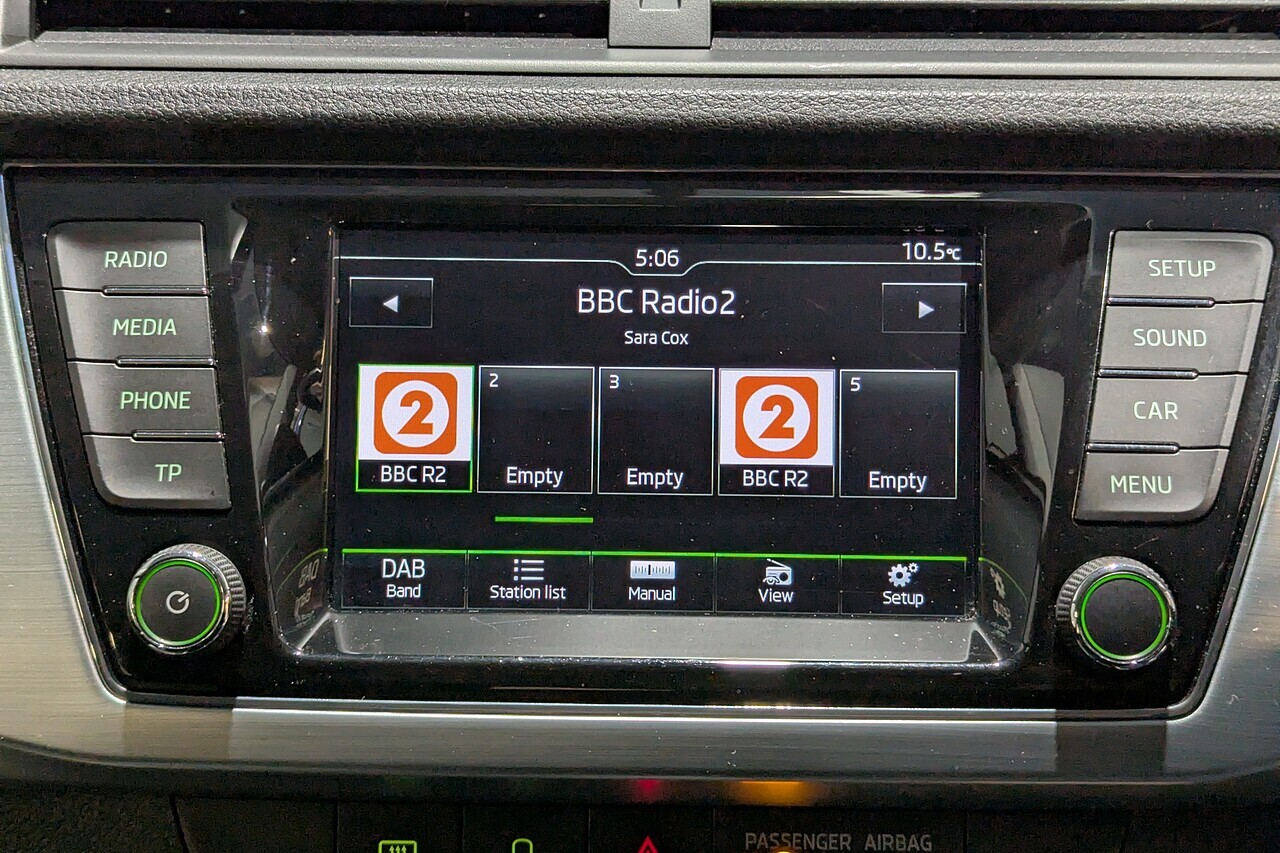 5:06
10.5°C
BBC Radio2
Sara Cox
RADIO
MEDIA
PHONE
TP
SETUP
SOUND
CAR
MENU
2
BBC R2
2
Empty
3
Empty
2
BBC R2
5
Empty
DAB
Band
Station list
Manual
View
Setup
PASSENGER AIRBAG